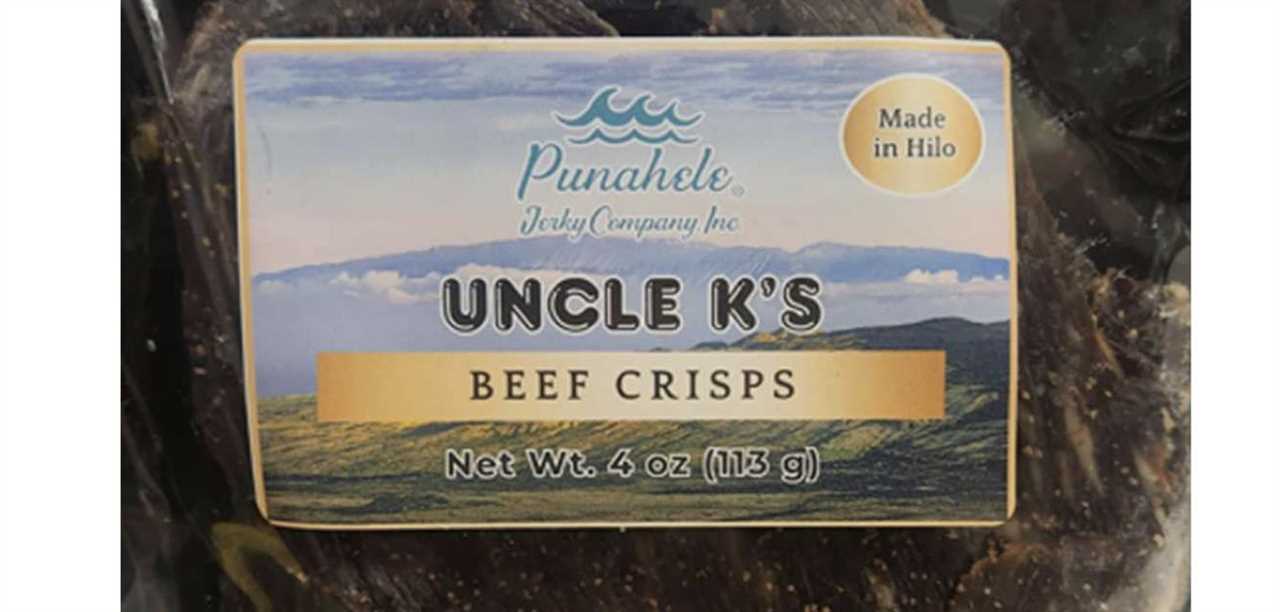 Made
in Hilo
Punahele®
Jerky Company, Inc
UNCLE K'S
BEEF CRISPS
Net Wt. 4 oz (113 g)